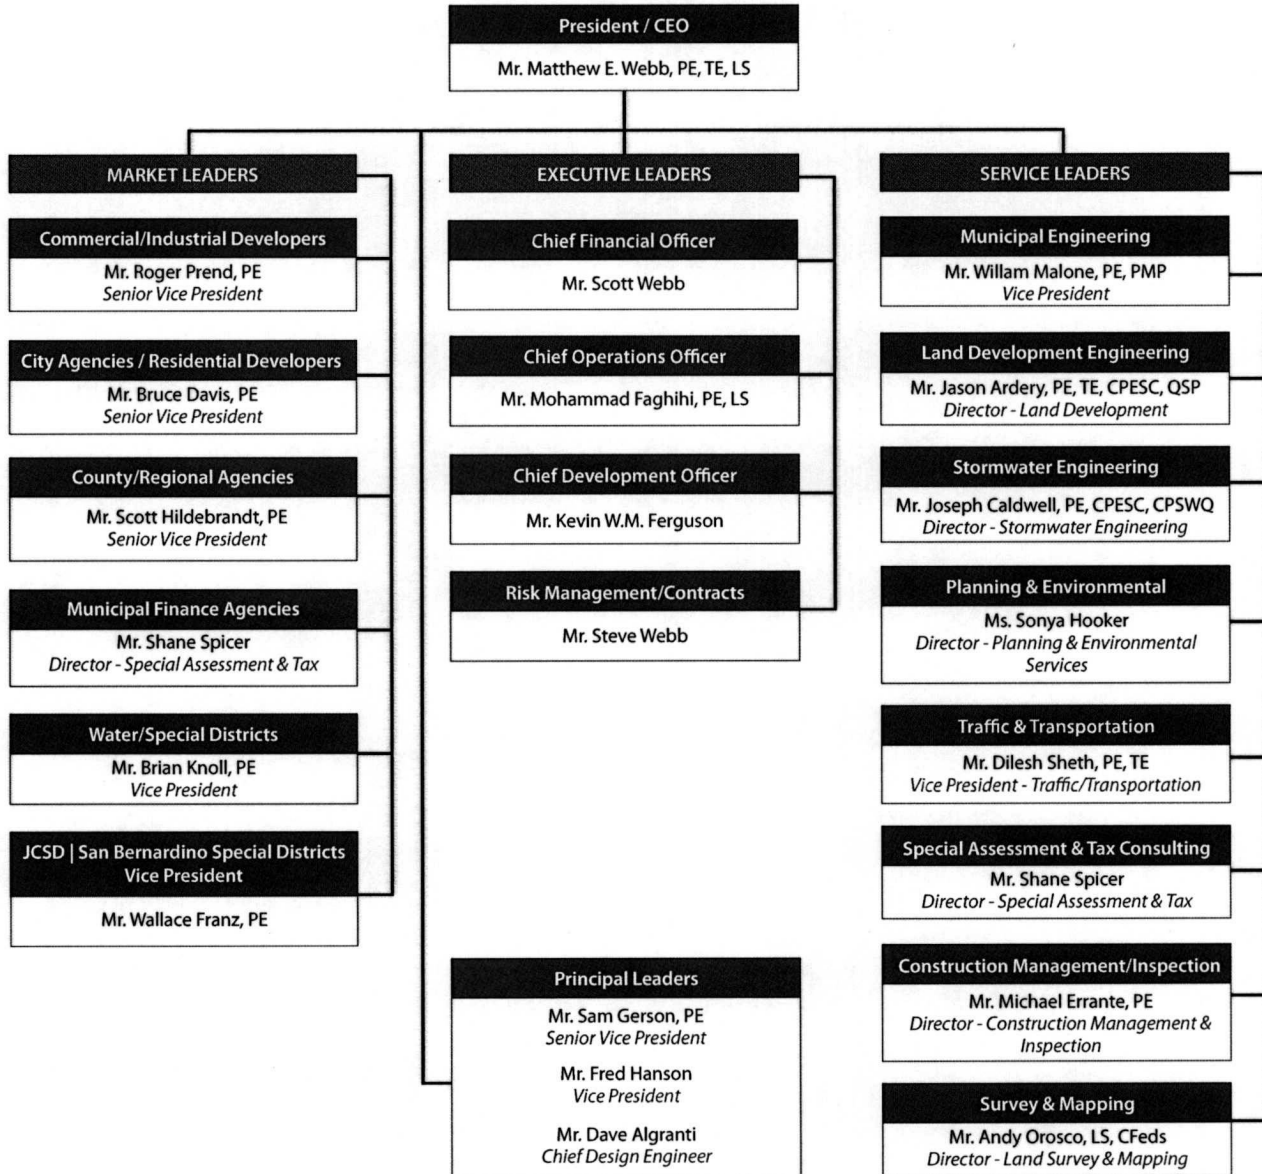 President / CEO
Mr. Matthew E. Webb, PE, TE, LS
MARKET LEADERS
Commercial/Industrial Developers
Mr. Roger Prend, PE
Senior Vice President
City Agencies / Residential Developers
Mr. Bruce Davis, PE
Senior Vice President
County/Regional Agencies
Mr. Scott Hildebrandt, PE
Senior Vice President
Municipal Finance Agencies
Mr. Shane Spicer
Director - Special Assessment & Tax
Water/Special Districts
Mr. Brian Knoll, PE
Vice President
JCSD | San Bernardino Special Districts
Vice President
Mr. Wallace Franz, PE
EXECUTIVE LEADERS
Chief Financial Officer
Mr. Scott Webb
Chief Operations Officer
Mr. Mohammad Faghihi, PE, LS
Chief Development Officer
Mr. Kevin W.M. Ferguson
Risk Management/Contracts
Mr. Steve Webb
Principal Leaders
Mr. Sam Gerson, PE
Senior Vice President
Mr. Fred Hanson
Vice President
Mr. Dave Algranti
Chief Design Engineer
SERVICE LEADERS
Municipal Engineering
Mr. Willam Malone, PE, PMP
Vice President
Land Development Engineering
Mr. Jason Ardery, PE, TE, CPESC, QSP
Director - Land Development
Stormwater Engineering
Mr. Joseph Caldwell, PE, CPESC, CPSWQ
Director - Stormwater Engineering
Planning & Environmental
Ms. Sonya Hooker
Director - Planning & Environmental
Services
Traffic & Transportation
Mr. Dilesh Sheth, PE, TE
Vice President - Traffic/Transportation
Special Assessment & Tax Consulting
Mr. Shane Spicer
Director - Special Assessment & Tax
Construction Management/Inspection
Mr. Michael Errante, PE
Director - Construction Management &
Inspection
Survey & Mapping
Mr. Andy Orosco, LS, CFeds
Director - Land Survey & Mapping